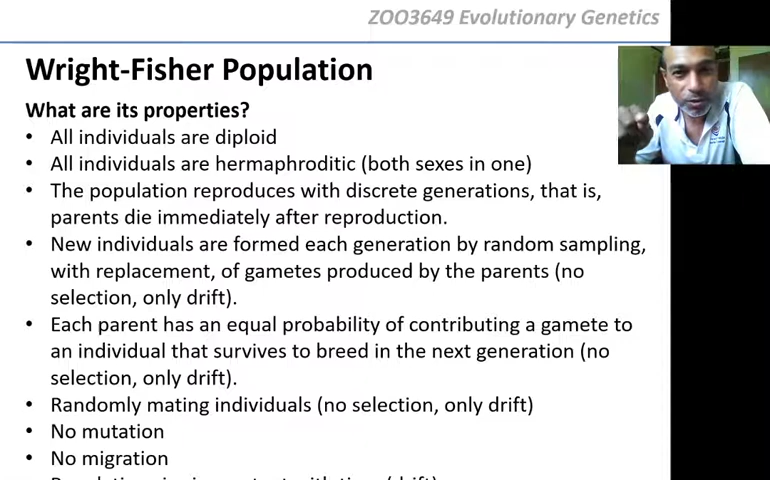 ZOO3649 Evolutionary Genetics
Wright-Fisher Population
What are its properties?
• All individuals are diploid
• All individuals are hermaphroditic (both sexes in one)
• The population reproduces with discrete generations, that is,
parents die immediately after reproduction.
• New individuals are formed each generation by random sampling,
with replacement, of gametes produced by the parents (no
selection, only drift).
• Each parent has an equal probability of contributing a gamete to
an individual that survives to breed in the next generation (no
selection, only drift).
• Randomly mating individuals (no selection, only drift)
• No mutation
• No migration